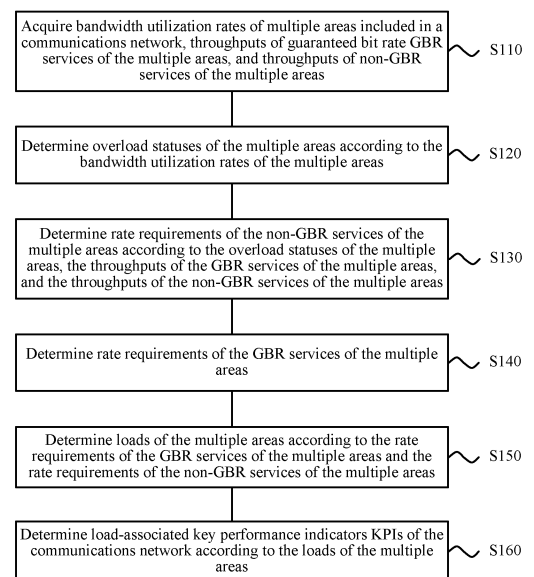 Acquire bandwidth utilization rates of multiple areas included in a
communications network, throughputs of guaranteed bit rate GBR
services of the multiple areas, and throughputs of non-GBR
services of the multiple areas
S110
Determine overload statuses of the multiple areas according to the
bandwidth utilization rates of the multiple areas
S120
Determine rate requirements of the non-GBR services of the
multiple areas according to the overload statuses of the multiple
areas, the throughputs of the GBR services of the multiple areas,
and the throughputs of the non-GBR services of the multiple areas
S130
Determine rate requirements of the GBR services of the multiple
areas
S140
Determine loads of the multiple areas according to the rate
requirements of the GBR services of the multiple areas and the
rate requirements of the non-GBR services of the multiple areas
S150
Determine load-associated key performance indicators KPIs of the
communications network according to the loads of the multiple
areas
S160